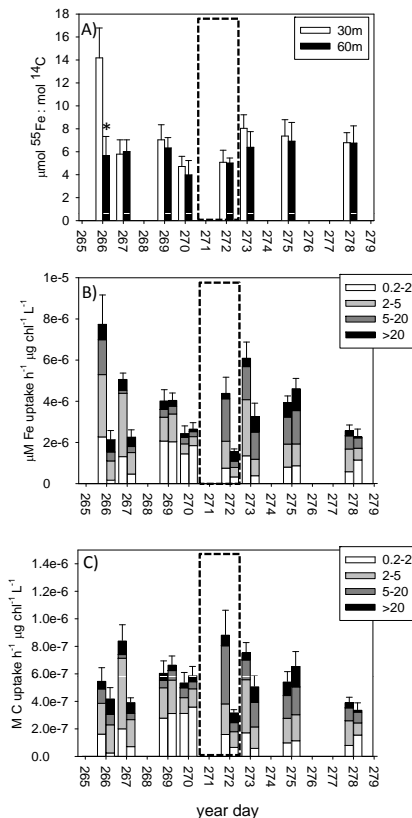 A)
30m
60m
μmol ⁵⁵Fe : mol ¹⁴C
18
16
14
12
10
8
6
4
2
0
*
265 266 267 268 269 270 271 272 273 274 275 276 277 278 279
B)
0.2-2
2-5
5-20
>20
μM Fe uptake h⁻¹ μg chl⁻¹ L⁻¹
1e-5
8e-6
6e-6
4e-6
2e-6
0
265 266 267 268 269 270 271 272 273 274 275 276 277 278 279
C)
0.2-2
2-5
5-20
>20
M C uptake h⁻¹ μg chl⁻¹ L⁻¹
1.4e-6
1.2e-6
1.0e-6
8.0e-7
6.0e-7
4.0e-7
2.0e-7
0.0
265 266 267 268 269 270 271 272 273 274 275 276 277 278 279
year day